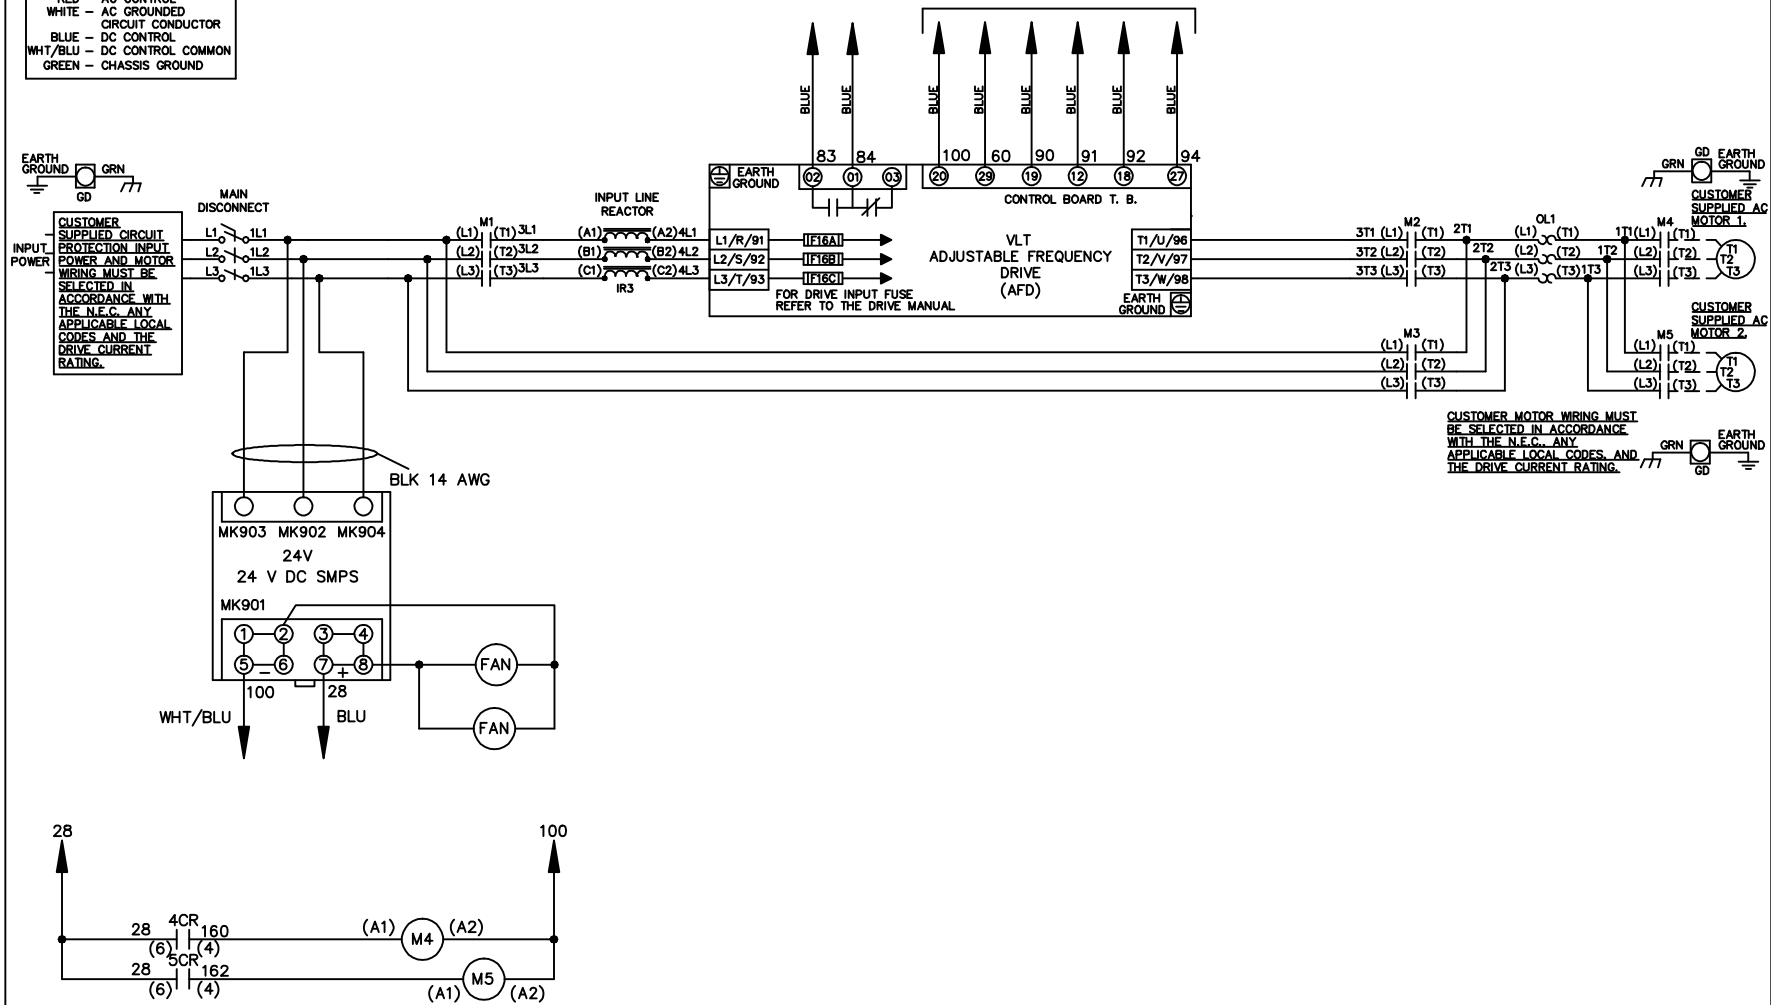 WHITE – AC GROUNDED
CIRCUIT CONDUCTOR
BLUE – DC CONTROL
WHT/BLU – DC CONTROL COMMON
GREEN – CHASSIS GROUND
BLUE
BLUE
BLUE
BLUE
BLUE
BLUE
BLUE
BLUE
83
84
100
60
90
91
92
94
EARTH
GROUND
02
01
03
20
29
19
12
18
27
CONTROL BOARD T. B.
EARTH
GROUND
GRN
GD
GD
EARTH
GROUND
GRN
MAIN
DISCONNECT
INPUT LINE
REACTOR
INPUT
POWER
CUSTOMER
SUPPLIED CIRCUIT
PROTECTION INPUT
POWER AND MOTOR
WIRING MUST BE
SELECTED IN
ACCORDANCE WITH
THE N.E.C. ANY
APPLICABLE LOCAL
CODES AND THE
DRIVE CURRENT
RATING.
L1 1L1
L2 1L2
L3 1L3
M1
(L1) (T1) 3L1
(L2) (T2) 3L2
(L3) (T3) 3L3
(A1) (A2) 4L1
(B1) (B2) 4L2
(C1) (C2) 4L3
IR3
L1/R/91
L2/S/92
L3/T/93
F16A
F16B
F16C
FOR DRIVE INPUT FUSE
REFER TO THE DRIVE MANUAL
VLT
ADJUSTABLE FREQUENCY
DRIVE
(AFD)
T1/U/96
T2/V/97
T3/W/98
EARTH
GROUND
M2
3T1 (L1) (T1) 2T1
3T2 (L2) (T2) 2T2
3T3 (L3) (T3) 2T3
OL1
(L1) (T1) 1T1
(L2) (T2) 1T2
(L3) (T3) 1T3
M4
(L1) (T1)
(L2) (T2)
(L3) (T3)
T1
T2
T3
CUSTOMER
SUPPLIED AC
MOTOR 1.
M3
(L1) (T1)
(L2) (T2)
(L3) (T3)
M5
(L1) (T1)
(L2) (T2)
(L3) (T3)
T1
T2
T3
CUSTOMER
SUPPLIED AC
MOTOR 2.
CUSTOMER MOTOR WIRING MUST
BE SELECTED IN ACCORDANCE
WITH THE N.E.C., ANY
APPLICABLE LOCAL CODES, AND
THE DRIVE CURRENT RATING.
GRN
GD
EARTH
GROUND
BLK 14 AWG
MK903 MK902 MK904
24V
24 V DC SMPS
MK901
1 2 3 4
5 – 6 7 + 8
100
28
WHT/BLU
BLU
FAN
FAN
28
100
28 4CR 160 (A1) M4 (A2)
(6) (4)
28 5CR 162 M5
(6) (4) (A1) (A2)